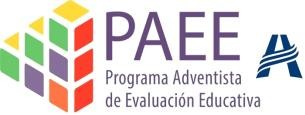 PAEE
Programa Adventista
de Evaluación Educativa